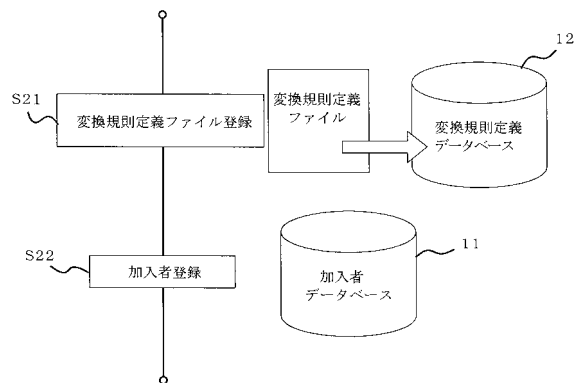 12
S21
変換規則定義ファイル登録
変換規則定義
ファイル
変換規則定義
データベース
S22
加入者登録
加入者
データベース
11